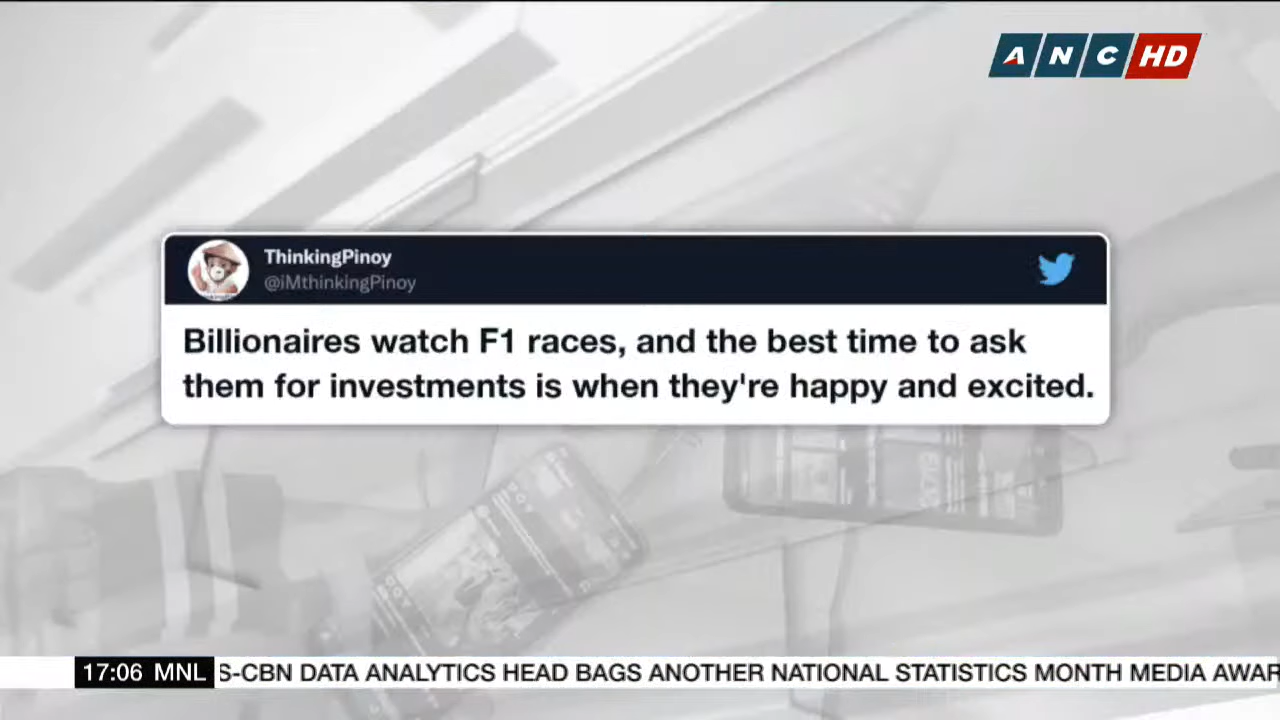 ANC HD
ThinkingPinoy
@iMthinkingPinoy
Billionaires watch F1 races, and the best time to ask
them for investments is when they're happy and excited.
17:06 MNL S-CBN DATA ANALYTICS HEAD BAGS ANOTHER NATIONAL STATISTICS MONTH MEDIA AWAR